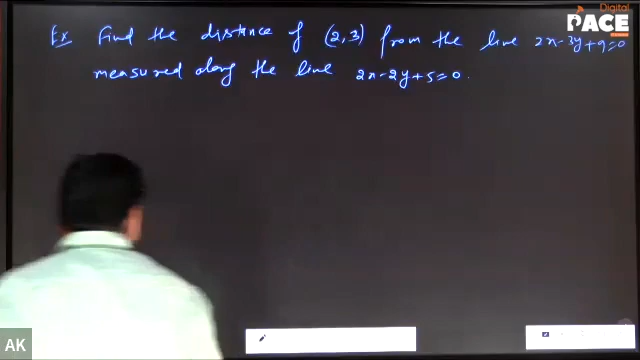 Digital
PACE
Ex Find the distance of (2,3) from the line 2x-3y+9=0
measured along the line 2x-2y+5=0.
AK